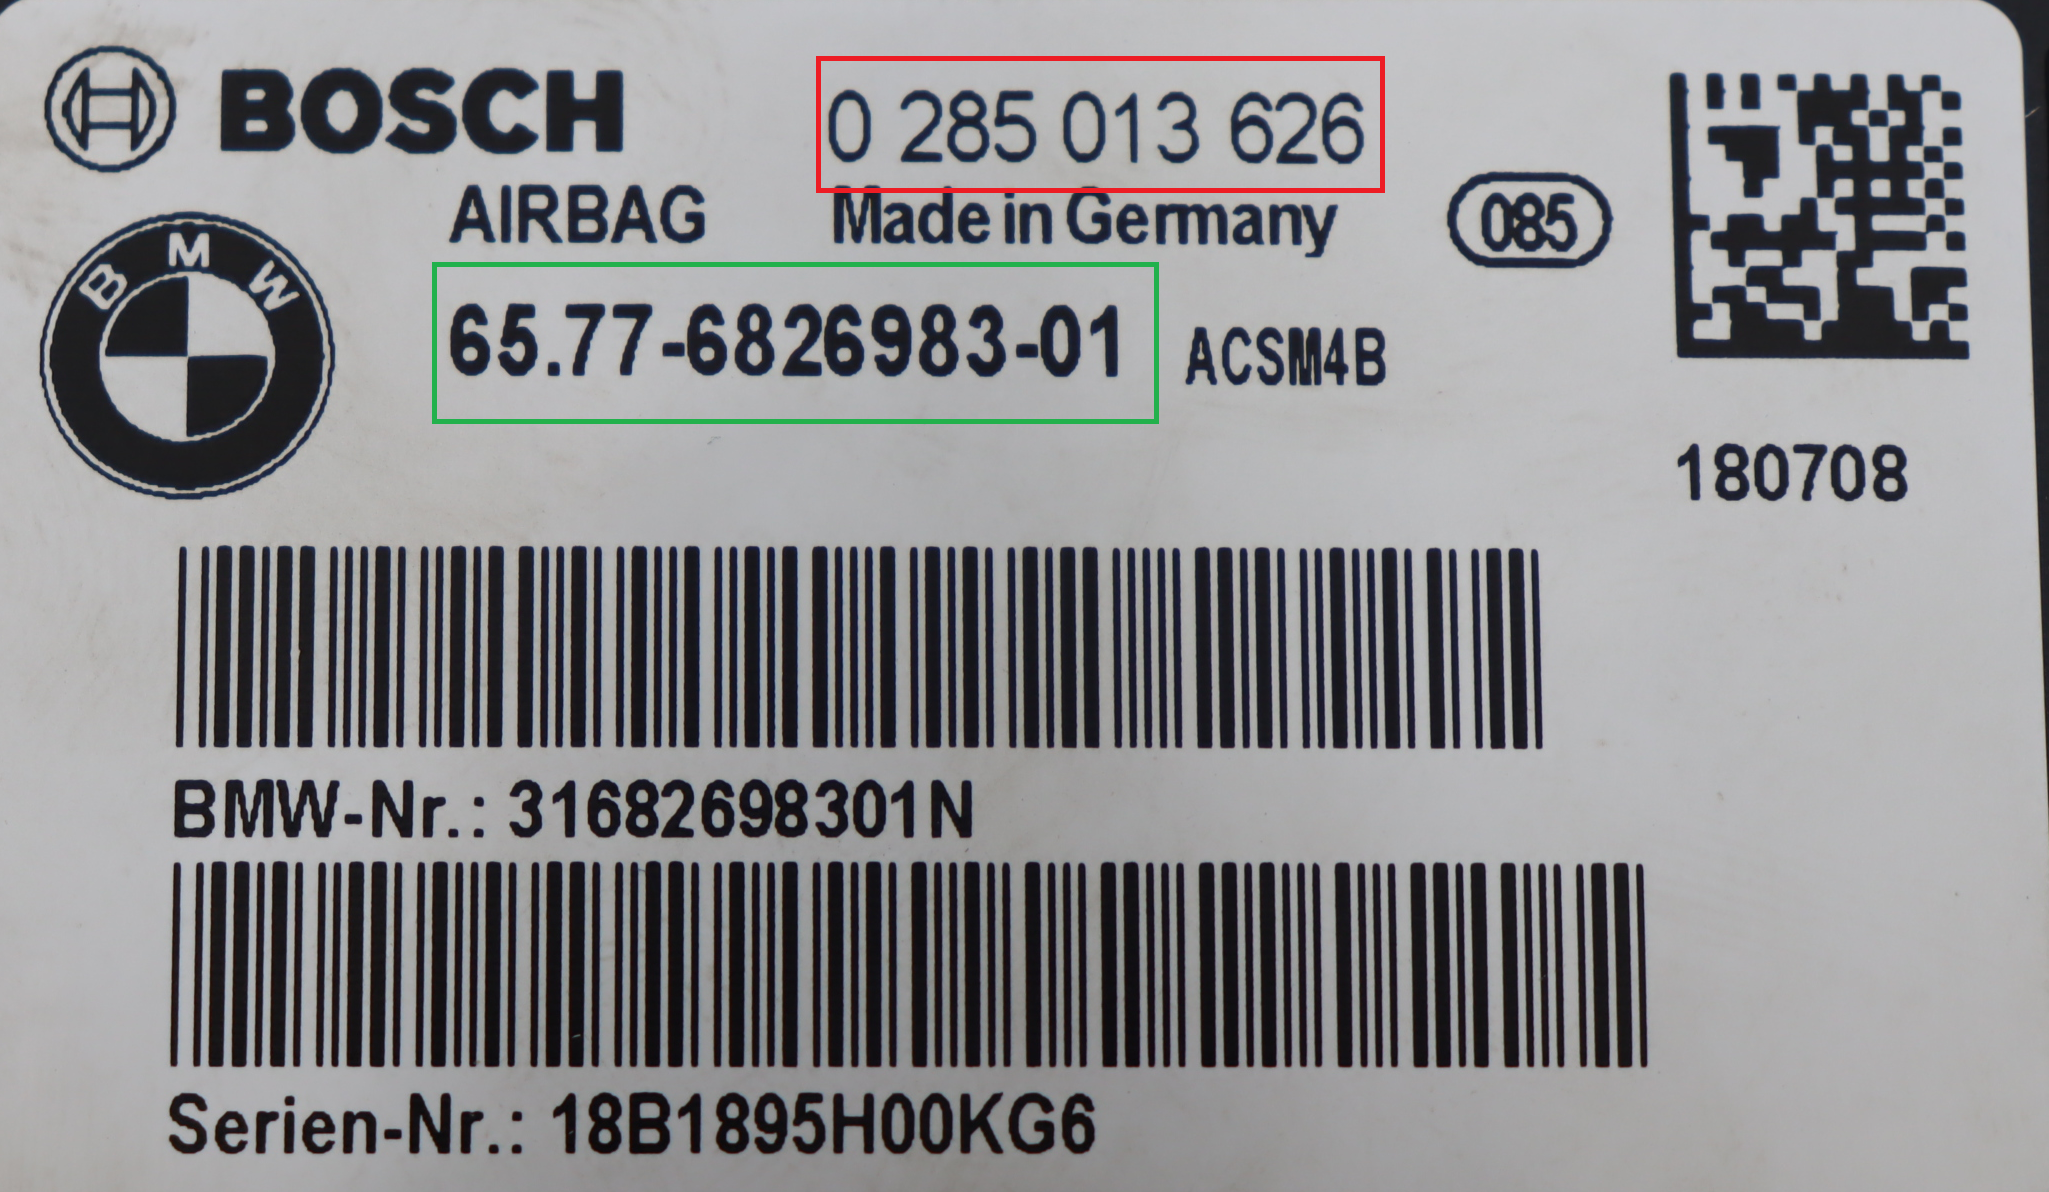 BOSCH 0 285 013 626
AIRBAG Made in Germany 085
BMW
65.77-6826983-01 ACSM4B
180708
BMW-Nr.: 31682698301N
Serien-Nr.: 18B1895H00KG6